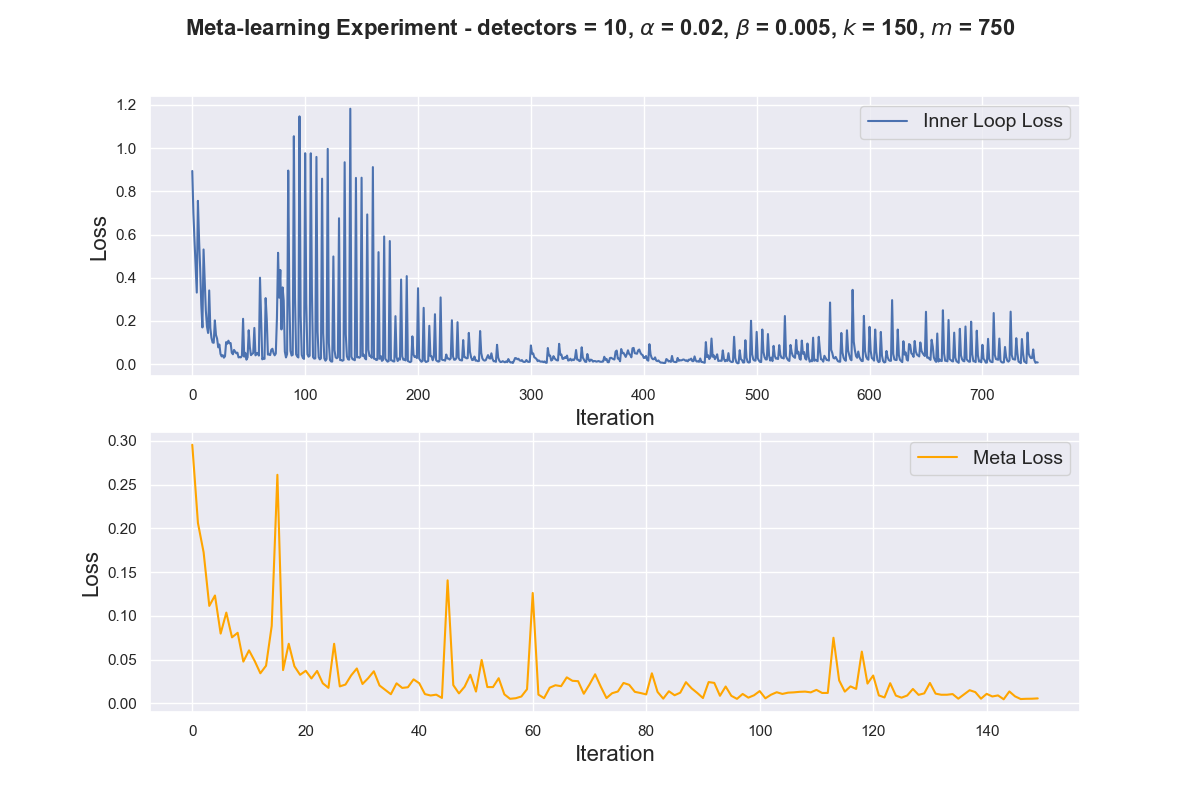 Meta-learning Experiment - detectors = 10, α = 0.02, β = 0.005, k = 150, m = 750
1.2
1.0
0.8
0.6
0.4
0.2
0.0
Loss
Inner Loop Loss
0 100 200 300 400 500 600 700
Iteration
0.30
0.25
0.20
0.15
0.10
0.05
0.00
Loss
Meta Loss
0 20 40 60 80 100 120 140
Iteration